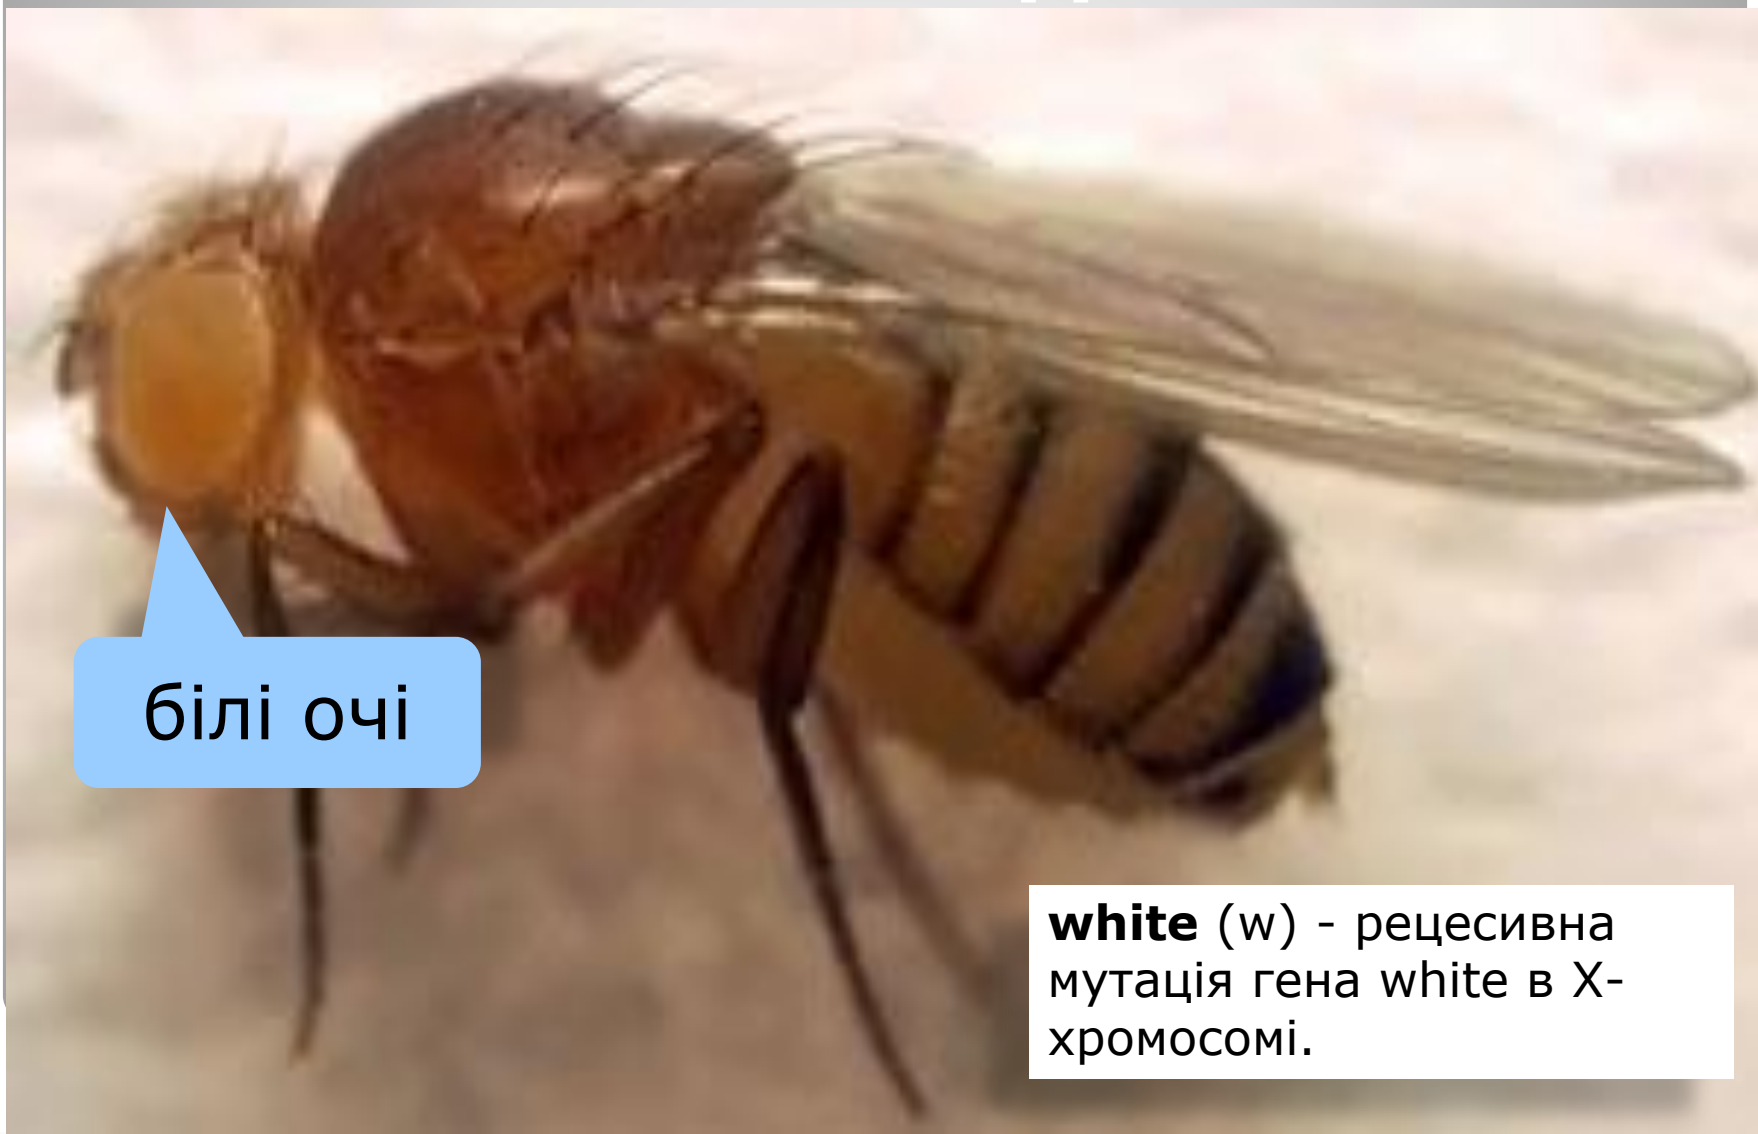 білі очі
white (w) - рецесивна
мутація гена white в X-
хромосомі.